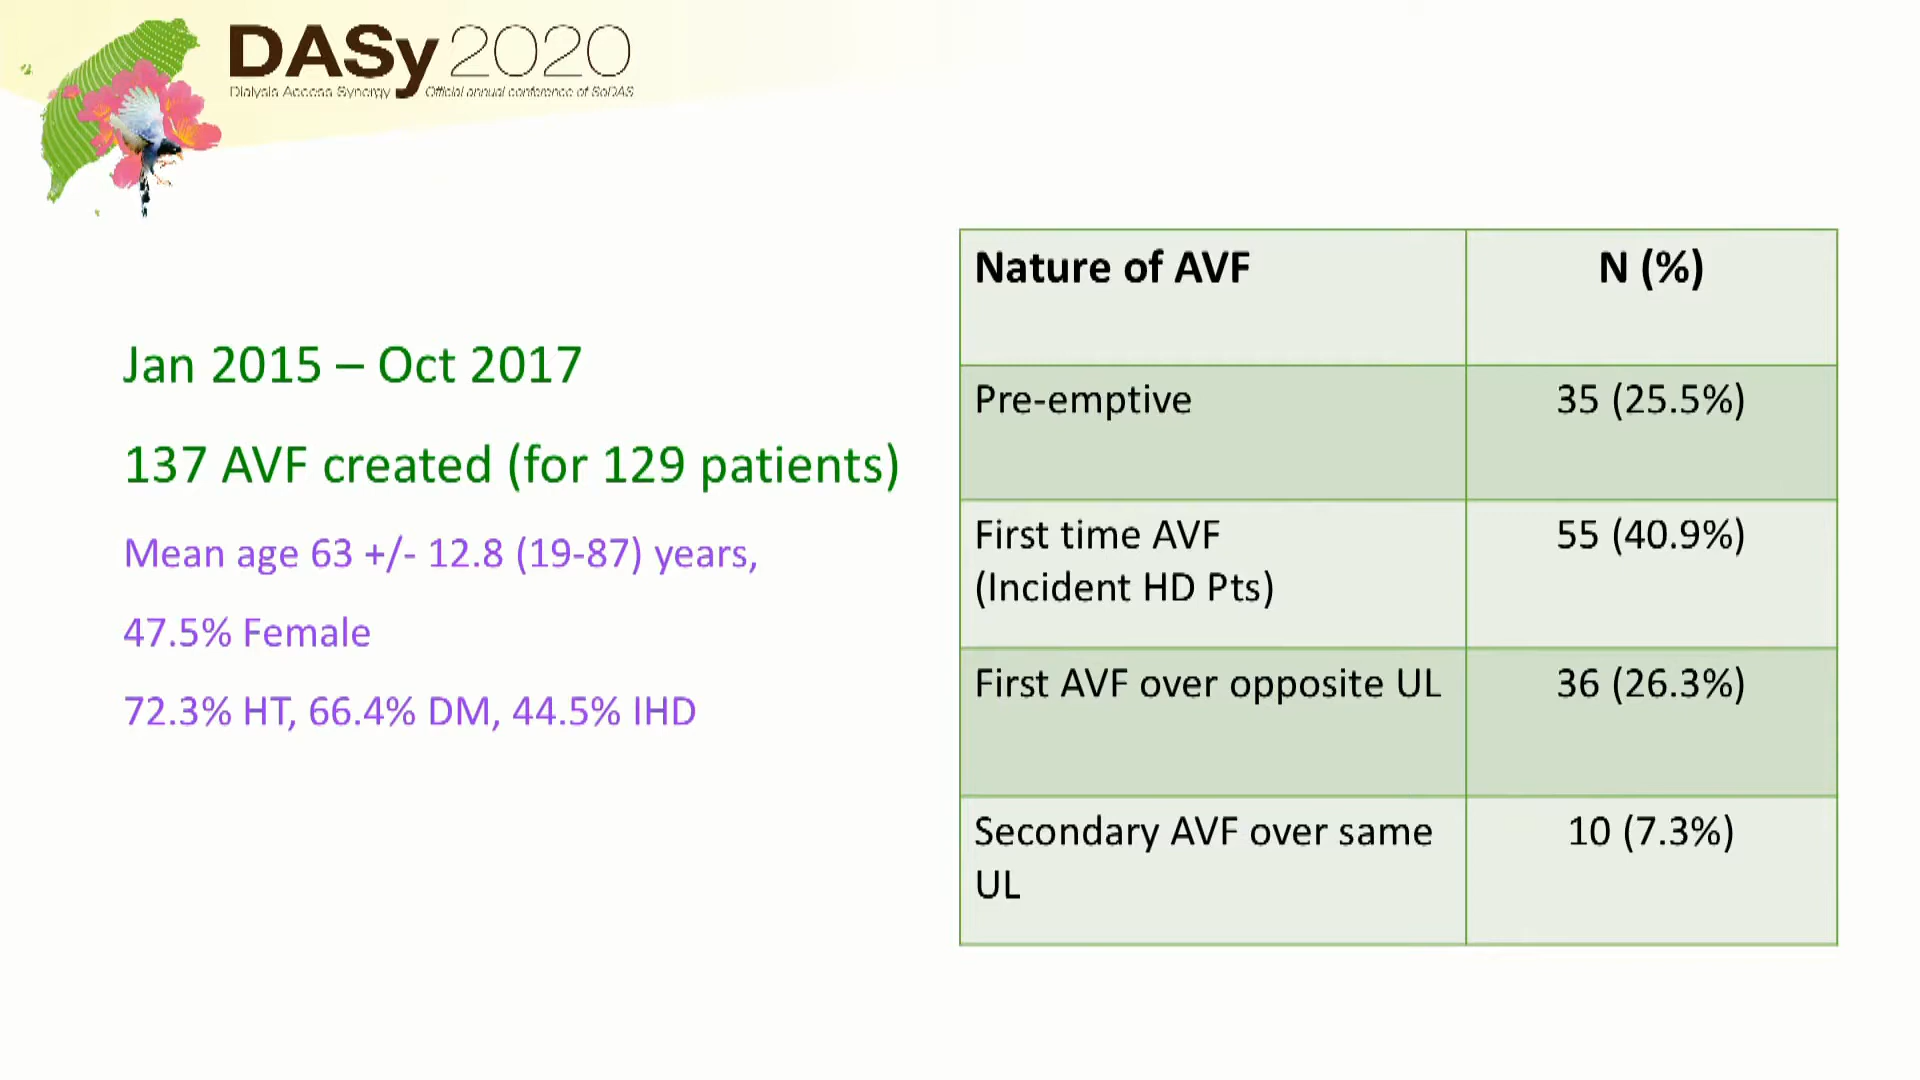 DASy 2020
Dialysis Access Synergy Official annual conference of SoDAS
Jan 2015 – Oct 2017
137 AVF created (for 129 patients)
Mean age 63 +/- 12.8 (19-87) years,
47.5% Female
72.3% HT, 66.4% DM, 44.5% IHD
Nature of AVF N (%)
Pre-emptive 35 (25.5%)
First time AVF 55 (40.9%)
(Incident HD Pts)
First AVF over opposite UL 36 (26.3%)
Secondary AVF over same 10 (7.3%)
UL